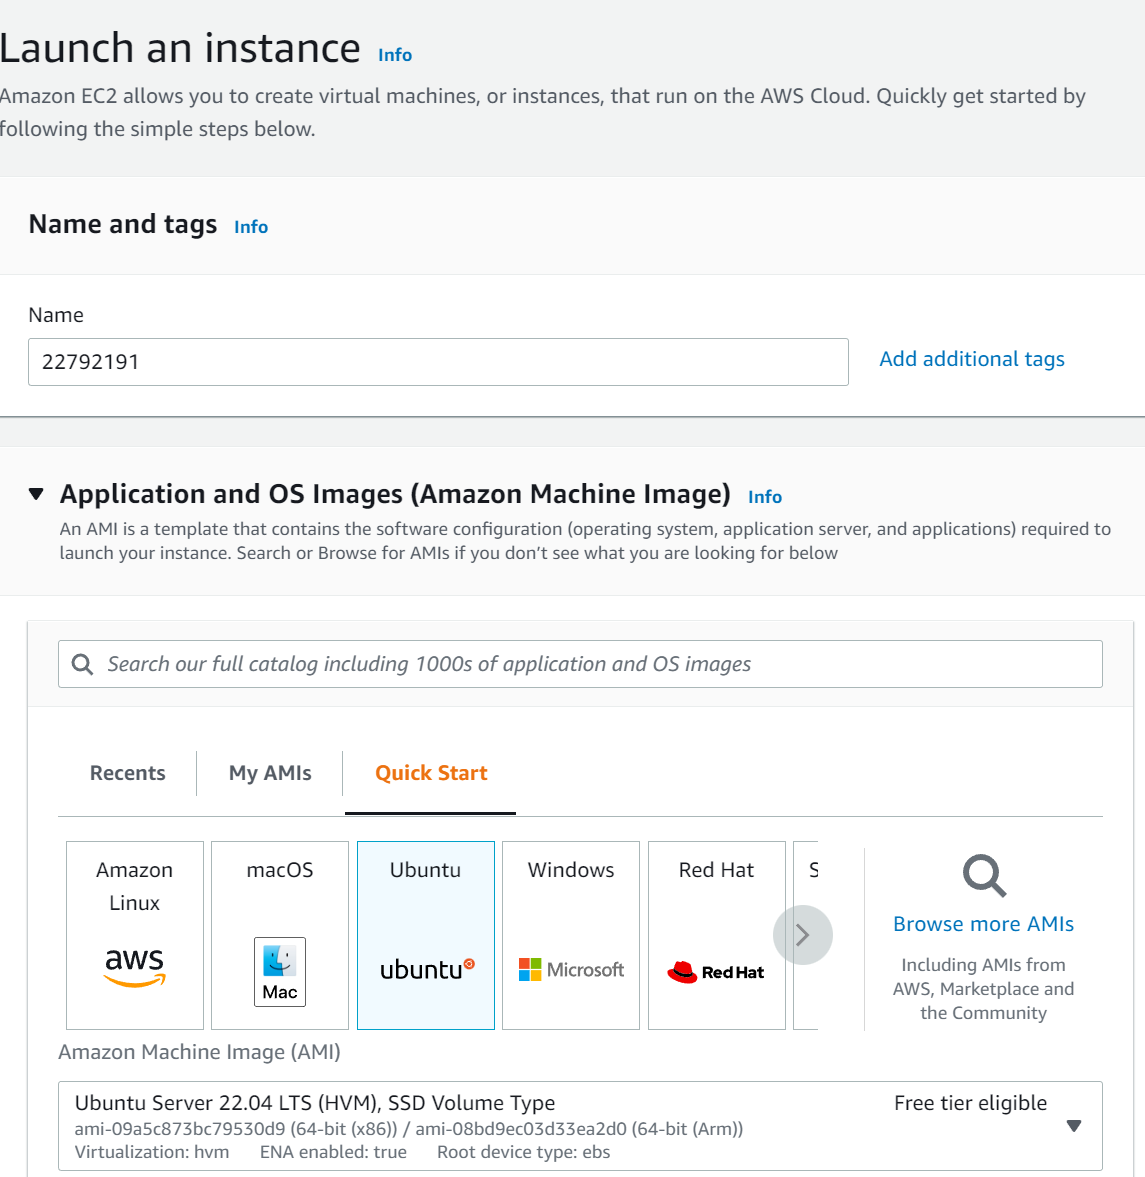 Launch an instance Info
Amazon EC2 allows you to create virtual machines, or instances, that run on the AWS Cloud. Quickly get started by
following the simple steps below.
Name and tags Info
Name
22792191
Add additional tags
Application and OS Images (Amazon Machine Image) Info
An AMI is a template that contains the software configuration (operating system, application server, and applications) required to
launch your instance. Search or Browse for AMIs if you don’t see what you are looking for below
Search our full catalog including 1000s of application and OS images
Recents
My AMIs
Quick Start
Amazon
Linux
aws
macOS
Mac
Ubuntu
ubuntu
Windows
Microsoft
Red Hat
Red Hat
S
Browse more AMIs
Including AMIs from
AWS, Marketplace and
the Community
Amazon Machine Image (AMI)
Ubuntu Server 22.04 LTS (HVM), SSD Volume Type
Free tier eligible
ami-09a5c873bc79530d9 (64-bit (x86)) / ami-08bd9ec03d33ea2d0 (64-bit (Arm))
Virtualization: hvm ENA enabled: true Root device type: ebs